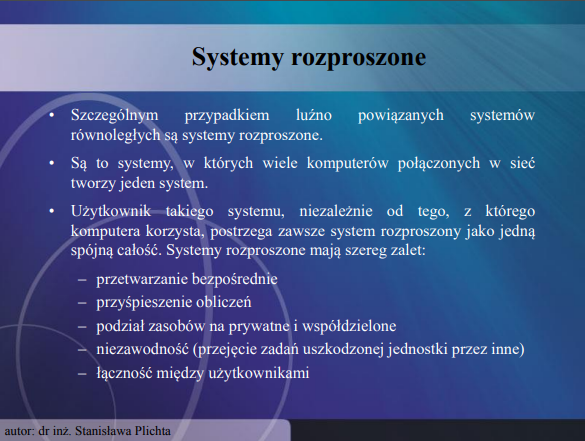 Systemy rozproszone
• Szczególnym przypadkiem luźno powiązanych systemów
równoległych są systemy rozproszone.
• Są to systemy, w których wiele komputerów połączonych w sieć
tworzy jeden system.
• Użytkownik takiego systemu, niezależnie od tego, z którego
komputera korzysta, postrzega zawsze system rozproszony jako jedną
spójną całość. Systemy rozproszone mają szereg zalet:
– przetwarzanie bezpośrednie
– przyśpieszenie obliczeń
– podział zasobów na prywatne i współdzielone
– niezawodność (przejęcie zadań uszkodzonej jednostki przez inne)
– łączność między użytkownikami
autor: dr inż. Stanisława Plichta